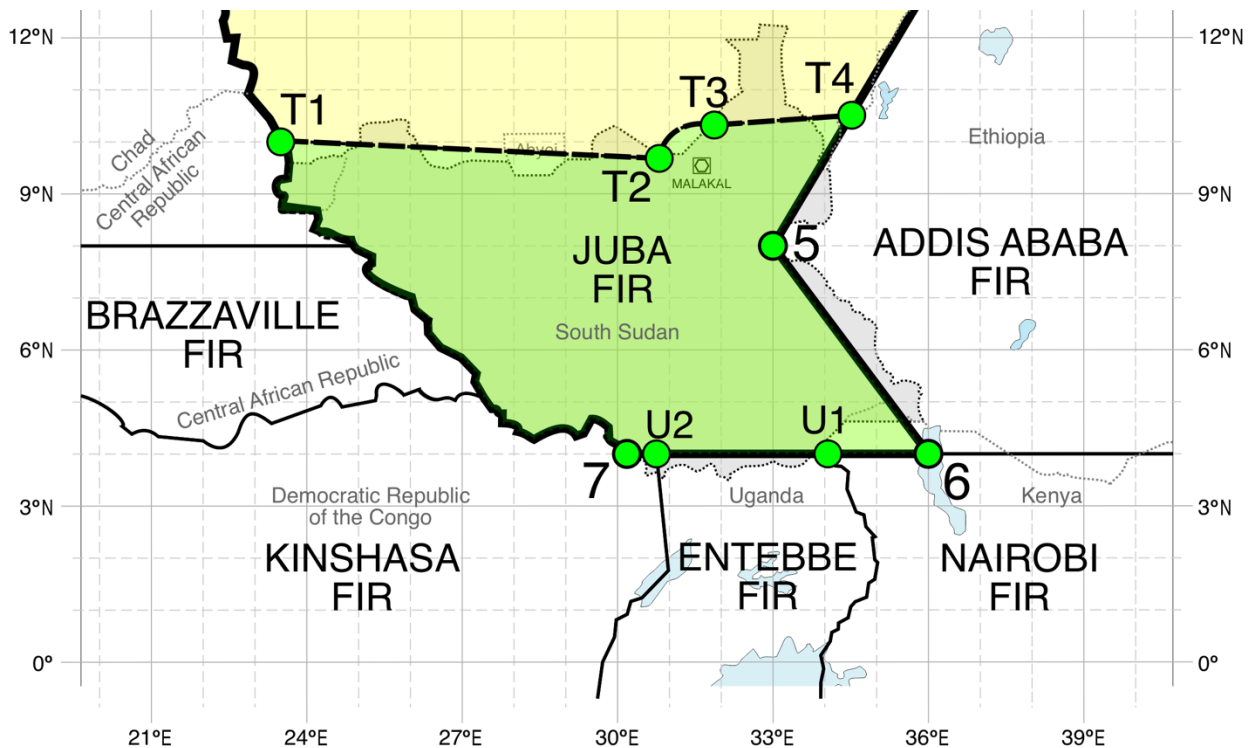 12°N
12°N
T3
T4
T1
Chad
Central African
Republic
Abyei
Ethiopia
MALAKAL
9°N
T2
9°N
5
JUBA
FIR
ADDIS ABABA
FIR
BRAZZAVILLE
FIR
South Sudan
6°N
6°N
Central African Republic
U2
U1
7
6
Democratic Republic
of the Congo
Uganda
Kenya
3°N
3°N
KINSHASA
FIR
ENTEBBE
FIR
NAIROBI
FIR
0°
0°
21°E
24°E
27°E
30°E
33°E
36°E
39°E